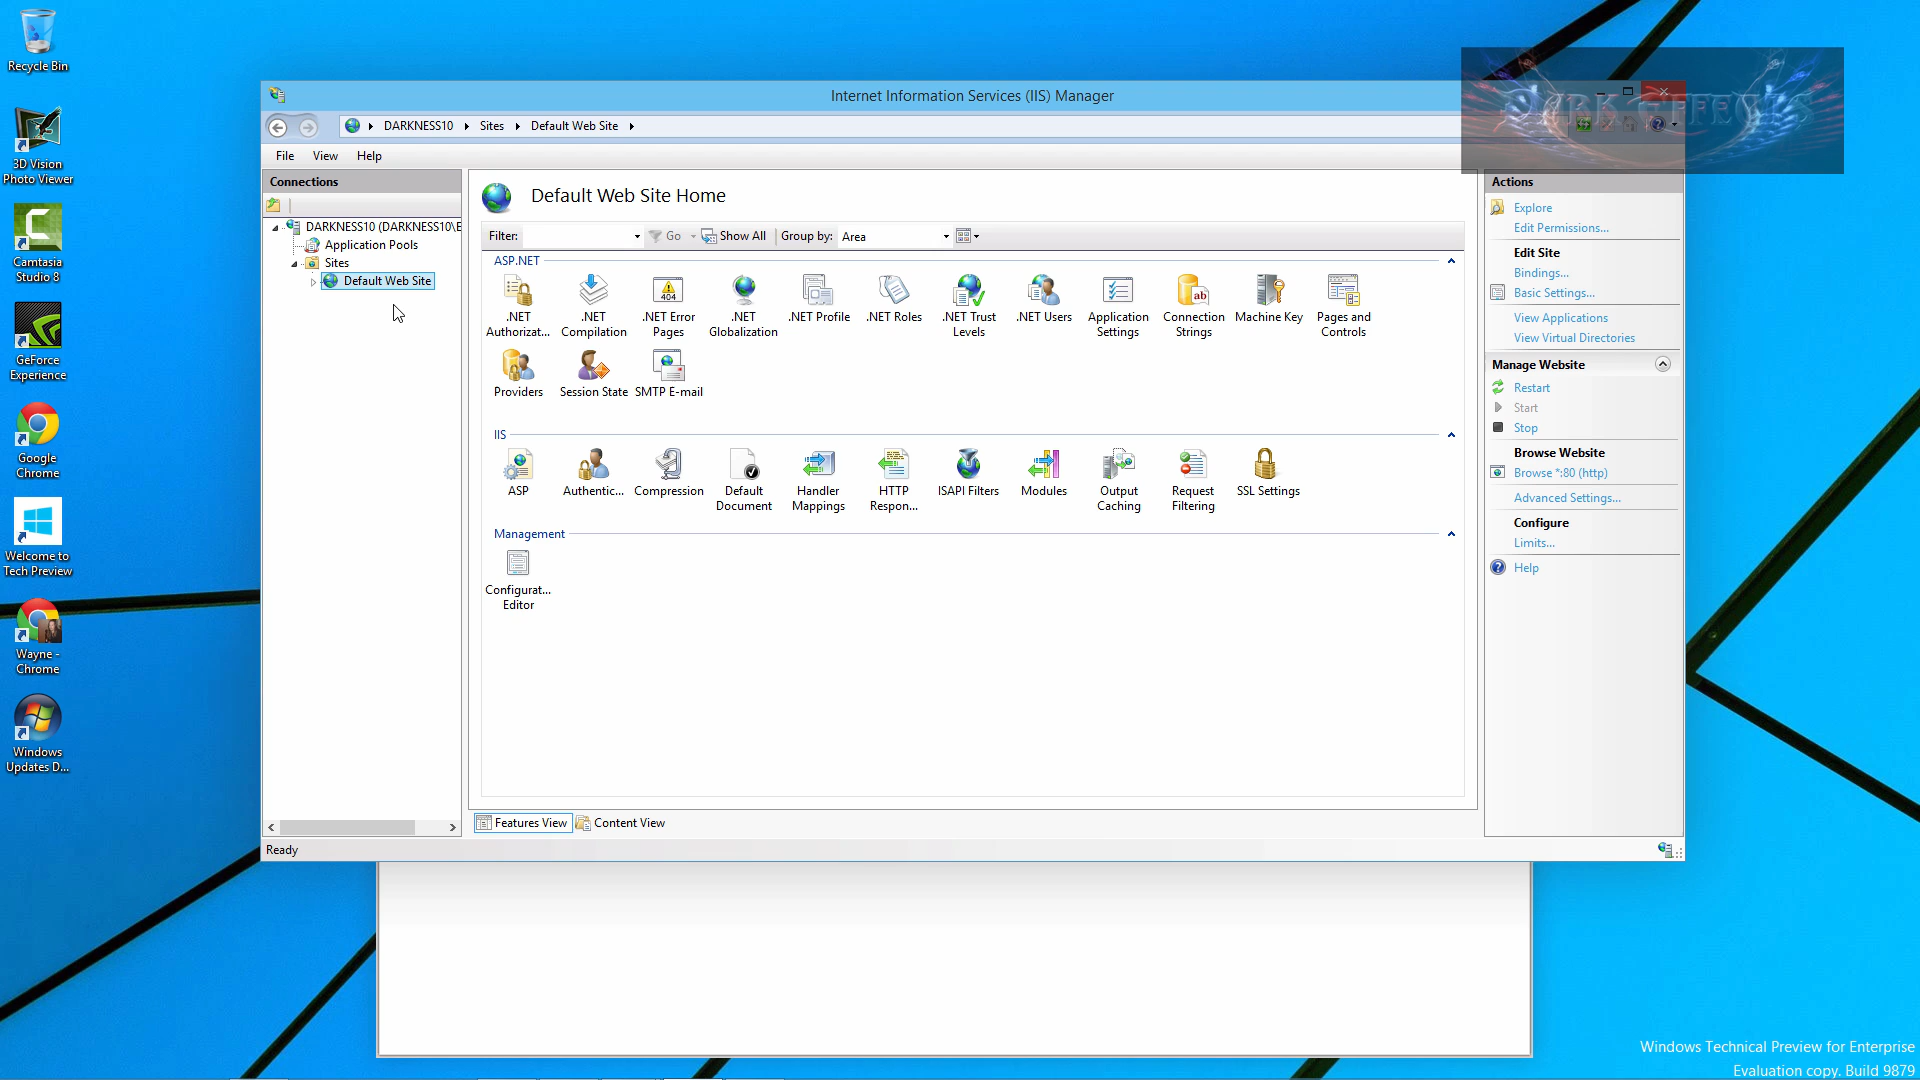 Recycle Bin
3D Vision
Photo Viewer
Camtasia
Studio 8
GeForce
Experience
Google
Chrome
Welcome to
Tech Preview
Wayne -
Chrome
Windows
Updates D...
Internet Information Services (IIS) Manager
DARK EFFECTS
DARKNESS10
Sites
Default Web Site
File
View
Help
Connections
DARKNESS10 (DARKNESS10\E
Application Pools
Sites
Default Web Site
Default Web Site Home
Filter:
Go
Show All
Group by:
Area
ASP.NET
.NET
Authorizat...
.NET
Compilation
.NET Error
Pages
.NET
Globalization
.NET Profile
.NET Roles
.NET Trust
Levels
.NET Users
Application
Settings
Connection
Strings
Machine Key
Pages and
Controls
Providers
Session State
SMTP E-mail
IIS
ASP
Authentic...
Compression
Default
Document
Handler
Mappings
HTTP
Respon...
ISAPI Filters
Modules
Output
Caching
Request
Filtering
SSL Settings
Management
Configurat...
Editor
Features View
Content View
Ready
Actions
Explore
Edit Permissions...
Edit Site
Bindings...
Basic Settings...
View Applications
View Virtual Directories
Manage Website
Restart
Start
Stop
Browse Website
Browse *:80 (http)
Advanced Settings...
Configure
Limits...
Help
Windows Technical Preview for Enterprise
Evaluation copy. Build 9879